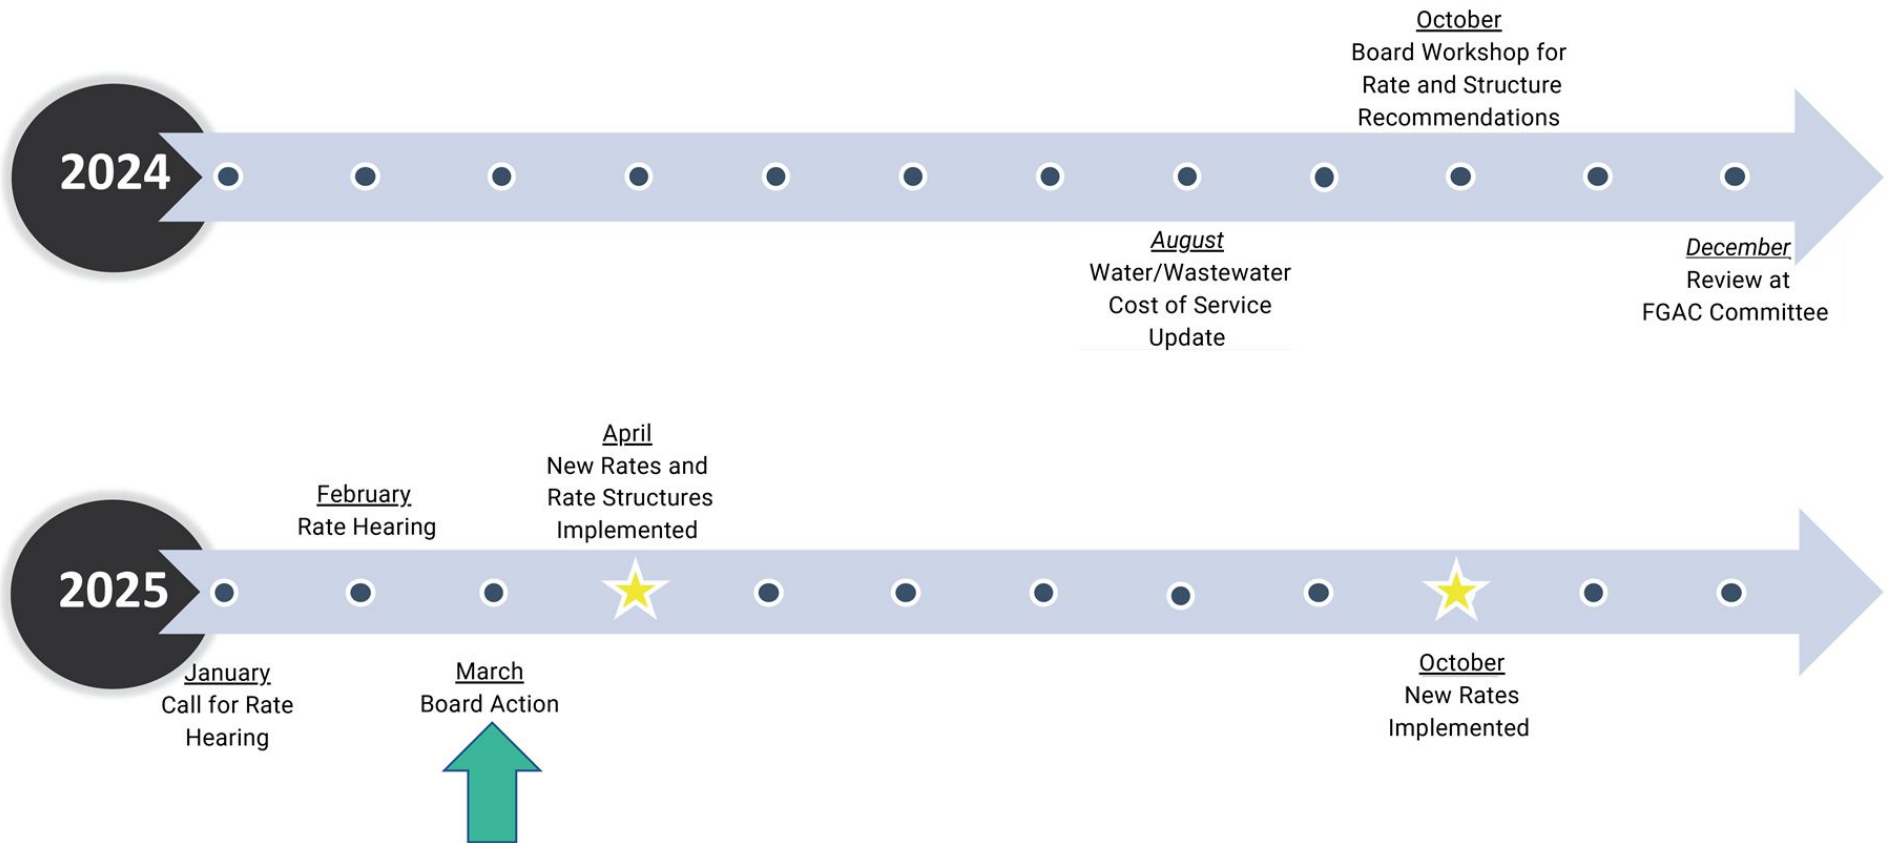 October
Board Workshop for
Rate and Structure
Recommendations
2024
August
Water/Wastewater
Cost of Service
Update
December
Review at
FGAC Committee
April
New Rates and
Rate Structures
Implemented
February
Rate Hearing
2025
January
Call for Rate
Hearing
March
Board Action
October
New Rates
Implemented